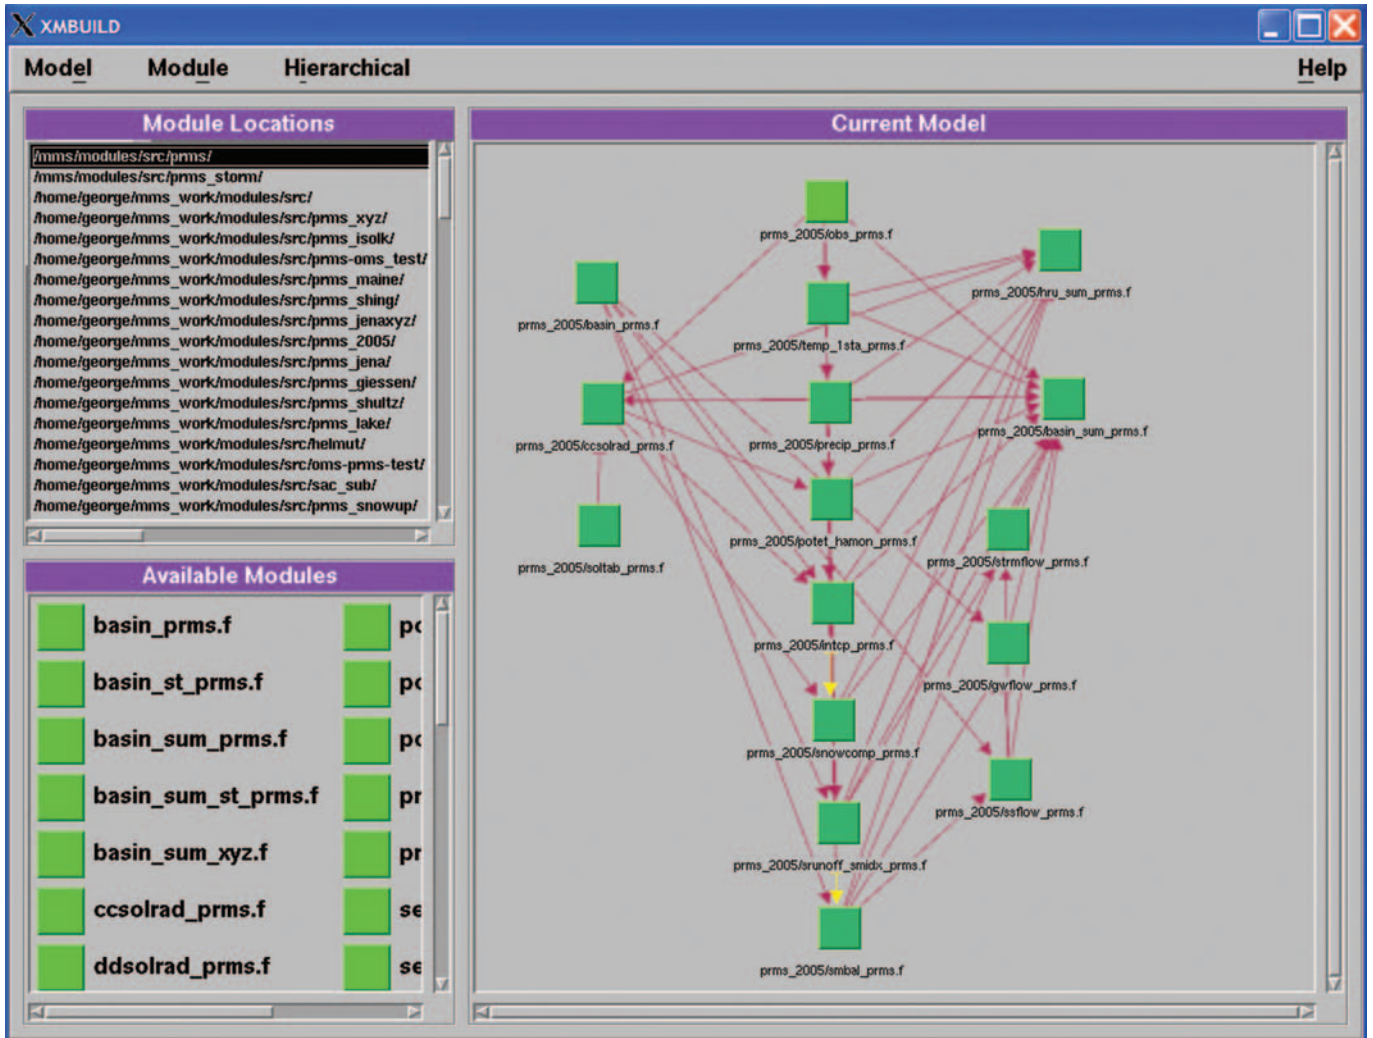 XMBUILD
Model Module Hierarchical Help
Module Locations
/mms/modules/src/prms/
/mms/modules/src/prms_storm/
/home/george/mms_work/modules/src/
/home/george/mms_work/modules/src/prms_xyz/
/home/george/mms_work/modules/src/prms_isolk/
/home/george/mms_work/modules/src/prms-oms_test/
/home/george/mms_work/modules/src/prms_maine/
/home/george/mms_work/modules/src/prms_shing/
/home/george/mms_work/modules/src/prms_jenaxyz/
/home/george/mms_work/modules/src/prms_2005/
/home/george/mms_work/modules/src/prms_jena/
/home/george/mms_work/modules/src/prms_giessen/
/home/george/mms_work/modules/src/prms_shultz/
/home/george/mms_work/modules/src/prms_lake/
/home/george/mms_work/modules/src/helmut/
/home/george/mms_work/modules/src/oms-prms-test/
/home/george/mms_work/modules/src/sac_sub/
/home/george/mms_work/modules/src/prms_snowup/
Available Modules
basin_prms.f po
basin_st_prms.f po
basin_sum_prms.f po
basin_sum_st_prms.f pr
basin_sum_xyz.f pr
ccsolrad_prms.f se
ddsolrad_prms.f se
Current Model
prms_2005/obs_prms.f
prms_2005/hru_sum_prms.f
prms_2005/basin_prms.f
prms_2005/temp_1sta_prms.f
prms_2005/basin_sum_prms.f
prms_2005/ccsolrad_prms.f
prms_2005/precip_prms.f
prms_2005/potet_hamon_prms.f
prms_2005/strmflow_prms.f
prms_2005/soltab_prms.f
prms_2005/intcp_prms.f
prms_2005/gwflow_prms.f
prms_2005/snowcomp_prms.f
prms_2005/ssflow_prms.f
prms_2005/srunoff_smidx_prms.f
prms_2005/smbal_prms.f